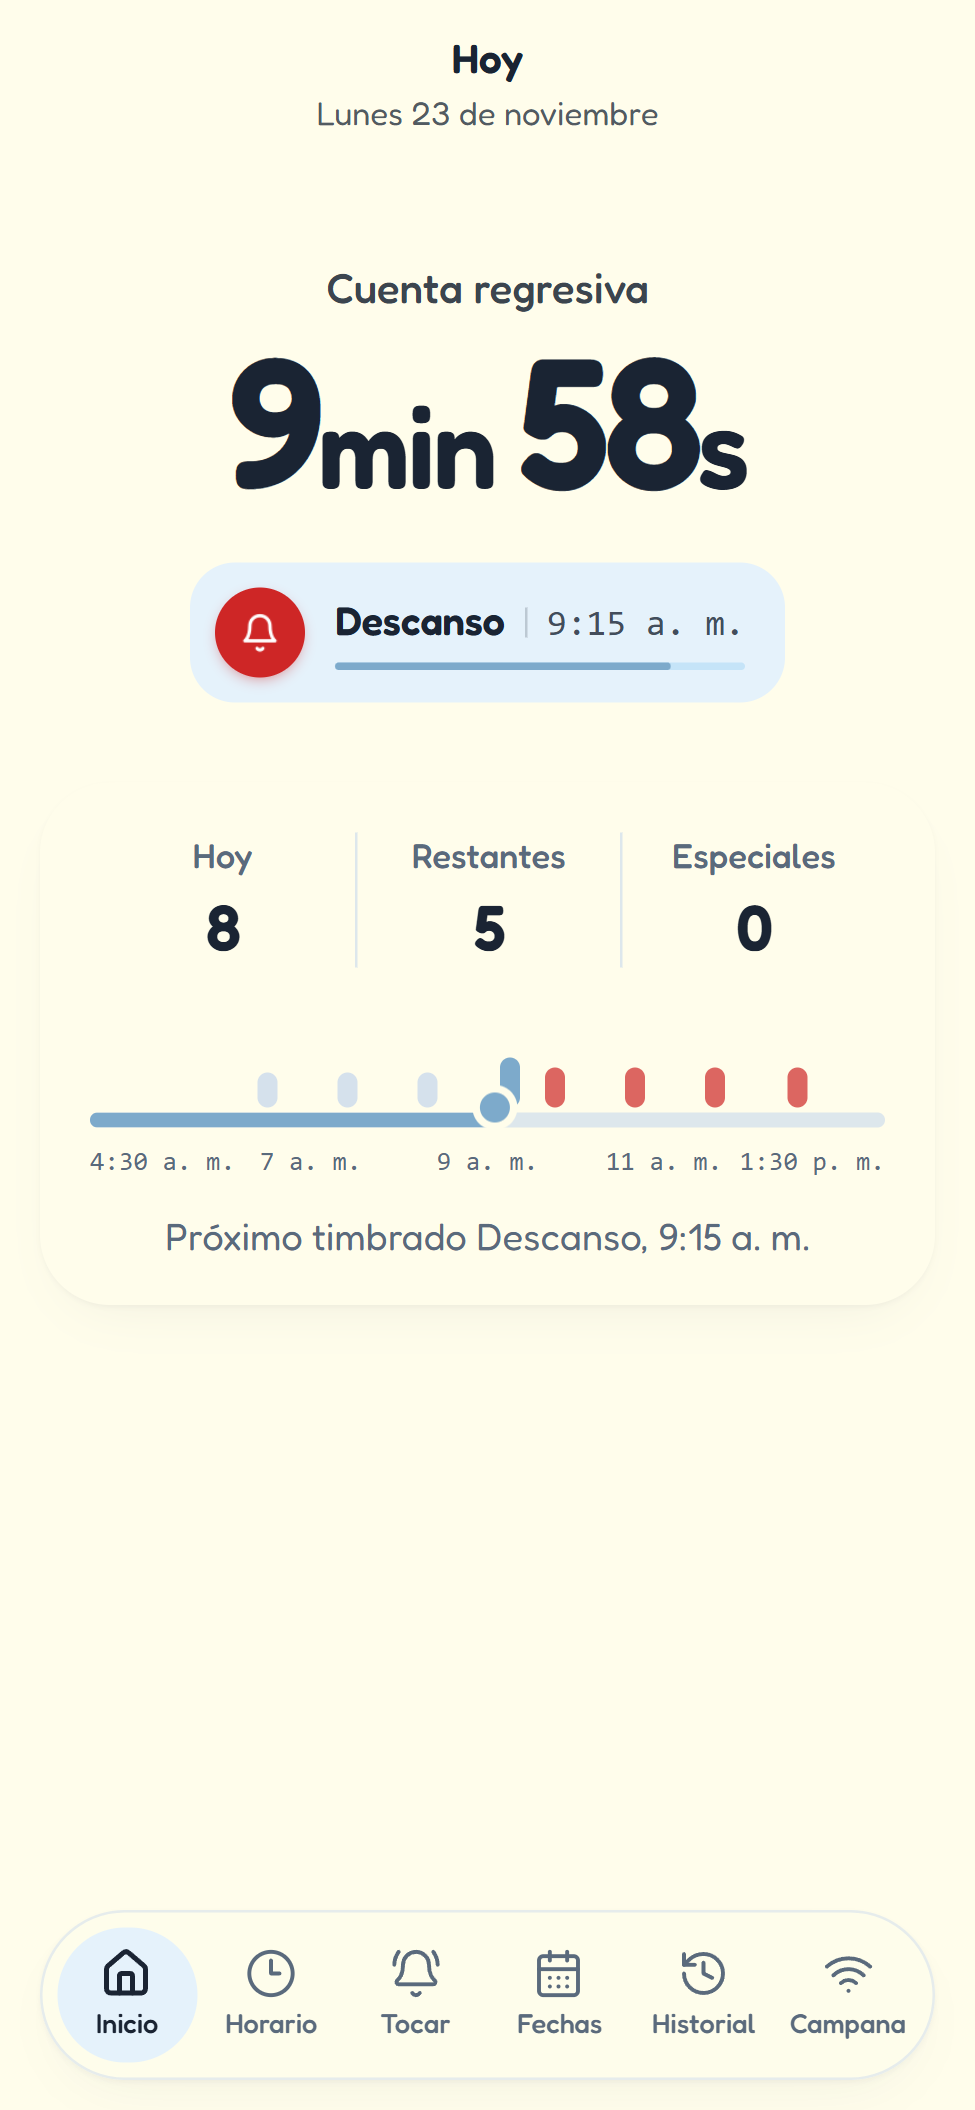 Hoy
Lunes 23 de noviembre
Cuenta regresiva
9min 58s
Descanso | 9:15 a. m.
Hoy Restantes Especiales
8 5 0
4:30 a. m. 7 a. m. 9 a. m. 11 a. m. 1:30 p. m.
Próximo timbrado Descanso, 9:15 a. m.
Inicio Horario Tocar Fechas Historial Campana